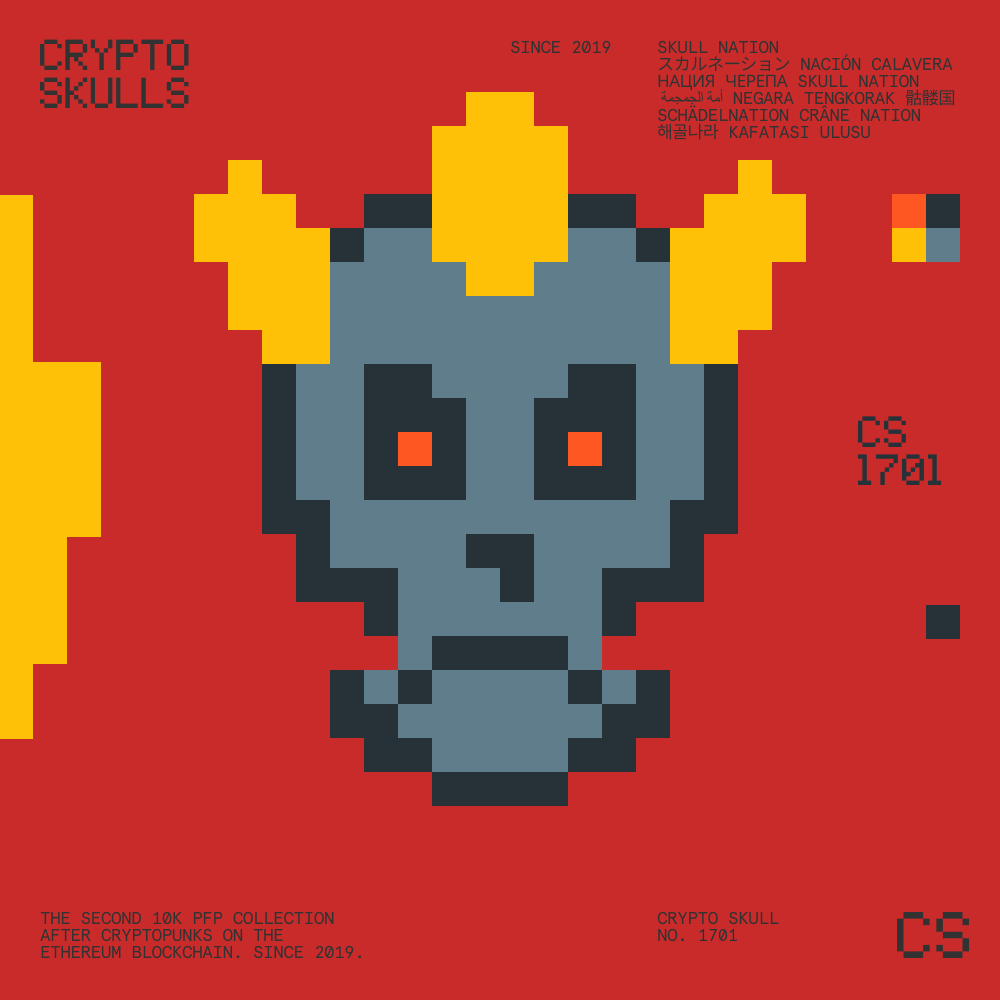 CRYPTO
SKULLS
SINCE 2019
SKULL NATION
スカルネーション NACIÓN CALAVERA
НАЦИЯ ЧЕРЕПА SKULL NATION
أمة الجمجمة NEGARA TENGKORAK 骷髅国
SCHÄDELNATION CRÂNE NATION
해골나라 KAFATASI ULUSU
CS
1701
THE SECOND 10K PFP COLLECTION
AFTER CRYPTOPUNKS ON THE
ETHEREUM BLOCKCHAIN. SINCE 2019.
CRYPTO SKULL
NO. 1701
CS